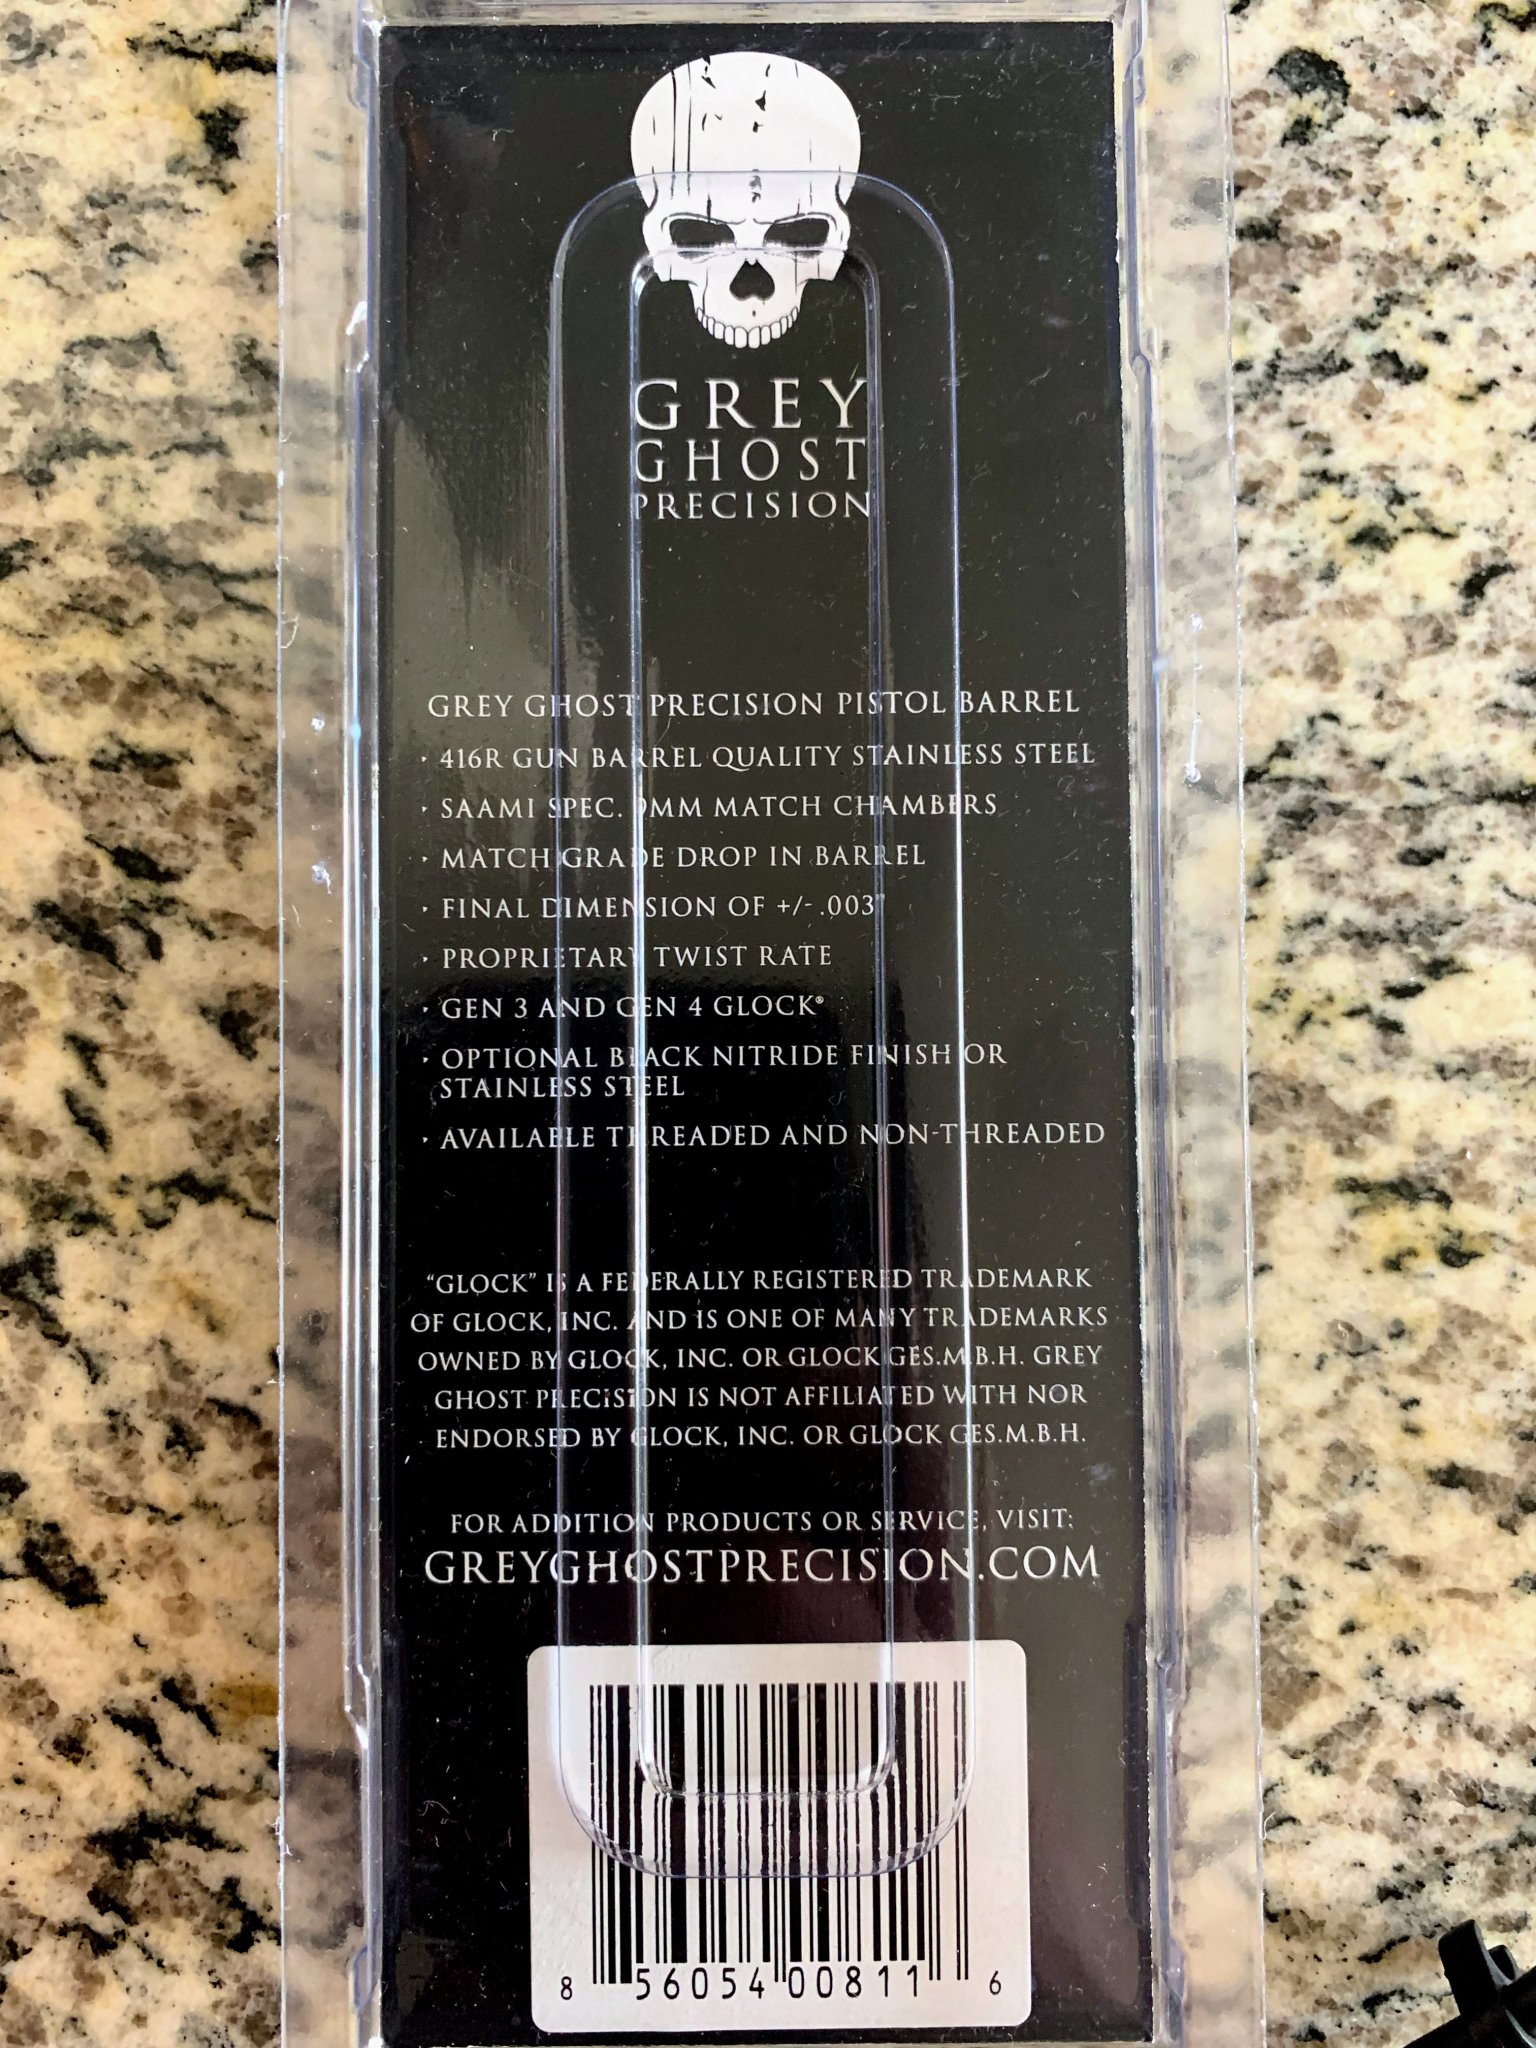 GREY
GHOST
PRECISION
GREY GHOST PRECISION PISTOL BARREL
· 416R GUN BARREL QUALITY STAINLESS STEEL
· SAAMI SPEC. 9MM MATCH CHAMBERS
· MATCH GRADE DROP IN BARREL
· FINAL DIMENSION OF +/- .003"
· PROPRIETARY TWIST RATE
· GEN 3 AND GEN 4 GLOCK®
· OPTIONAL BLACK NITRIDE FINISH OR
STAINLESS STEEL
· AVAILABLE THREADED AND NON-THREADED
"GLOCK" IS A FEDERALLY REGISTERED TRADEMARK
OF GLOCK, INC. AND IS ONE OF MANY TRADEMARKS
OWNED BY GLOCK, INC. OR GLOCK GES.M.B.H. GREY
GHOST PRECISION IS NOT AFFILIATED WITH NOR
ENDORSED BY GLOCK, INC. OR GLOCK GES.M.B.H.
FOR ADDITION PRODUCTS OR SERVICE, VISIT:
GREYGHOSTPRECISION.COM
8 56054 00811 6